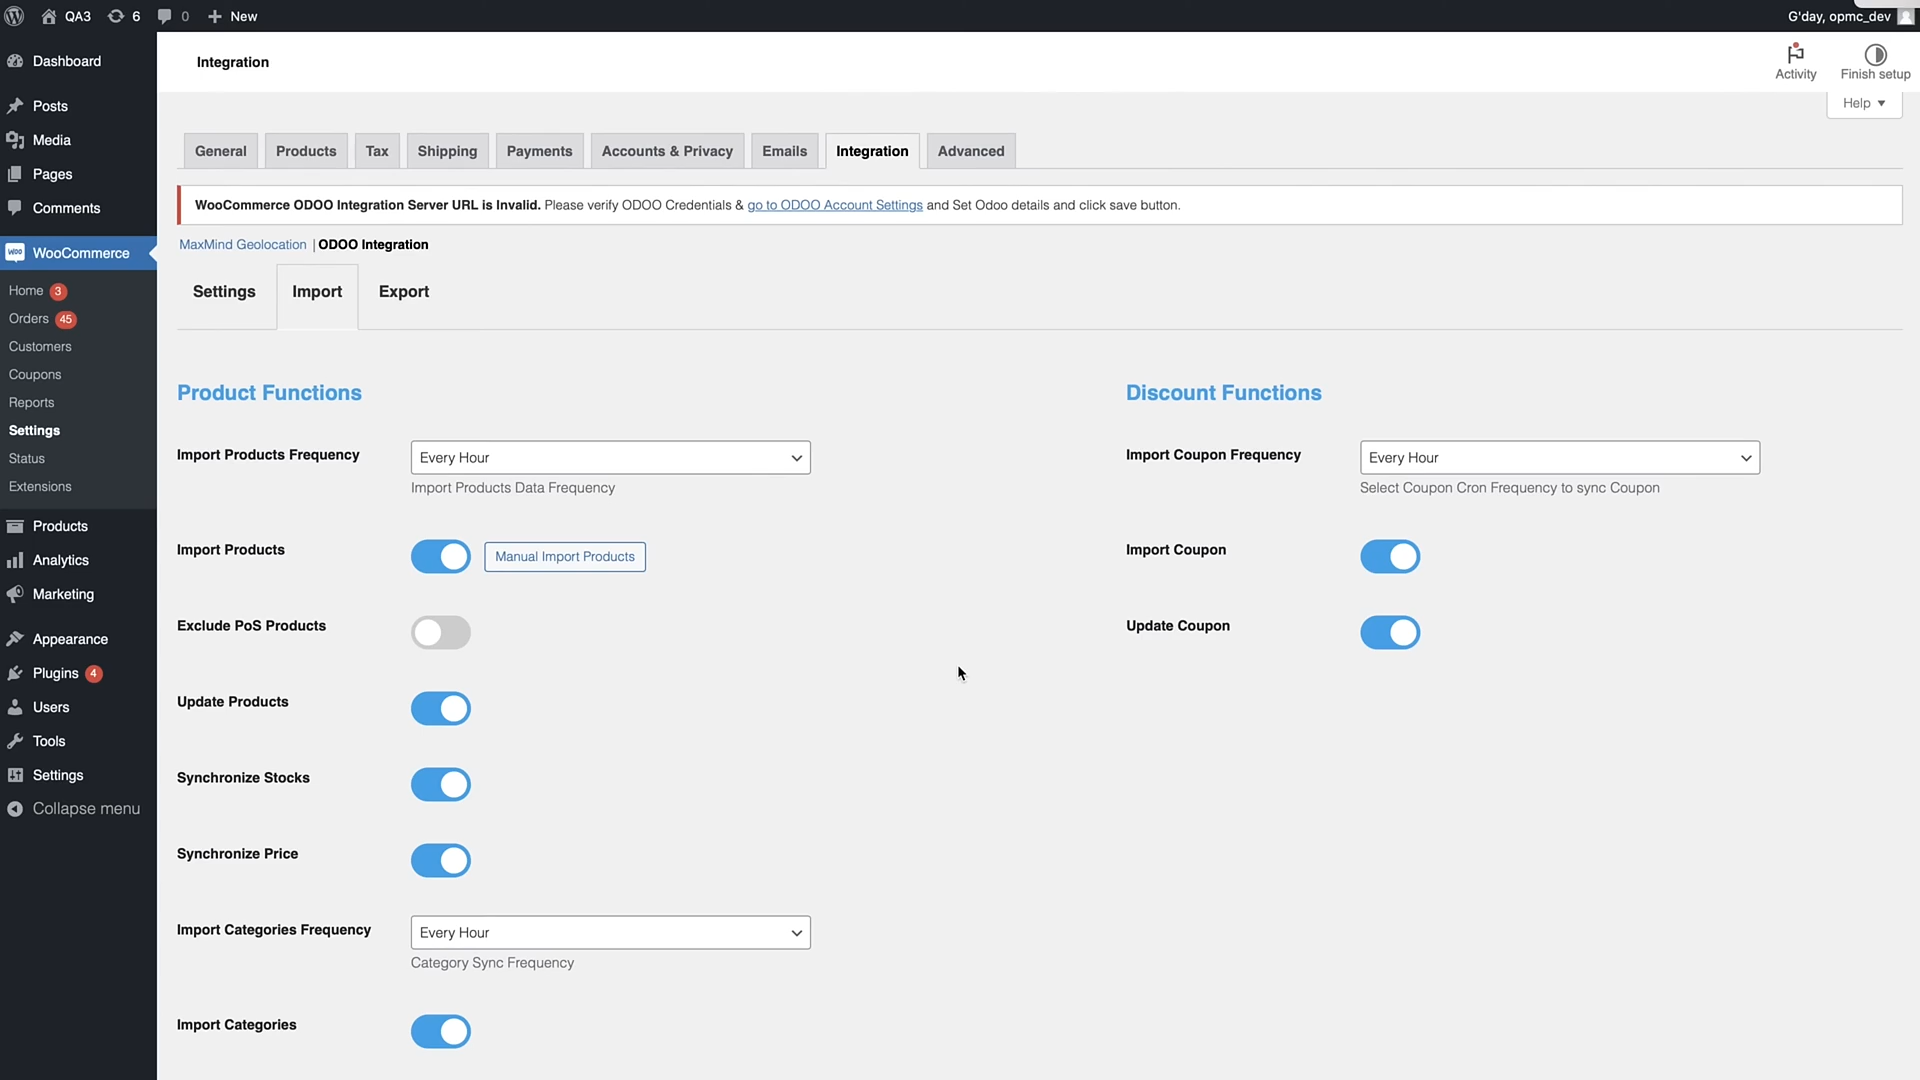 QA3
6
0
New
G'day, opmc_dev
Dashboard
Posts
Media
Pages
Comments
WooCommerce
Home 3
Orders 45
Customers
Coupons
Reports
Settings
Status
Extensions
Products
Analytics
Marketing
Appearance
Plugins 4
Users
Tools
Settings
Collapse menu
Integration
Activity
Finish setup
Help
General
Products
Tax
Shipping
Payments
Accounts & Privacy
Emails
Integration
Advanced
WooCommerce ODOO Integration Server URL is Invalid. Please verify ODOO Credentials & go to ODOO Account Settings and Set Odoo details and click save button.
MaxMind Geolocation | ODOO Integration
Settings
Import
Export
Product Functions
Import Products Frequency
Every Hour
Import Products Data Frequency
Import Products
Manual Import Products
Exclude PoS Products
Update Products
Synchronize Stocks
Synchronize Price
Import Categories Frequency
Every Hour
Category Sync Frequency
Import Categories
Discount Functions
Import Coupon Frequency
Every Hour
Select Coupon Cron Frequency to sync Coupon
Import Coupon
Update Coupon